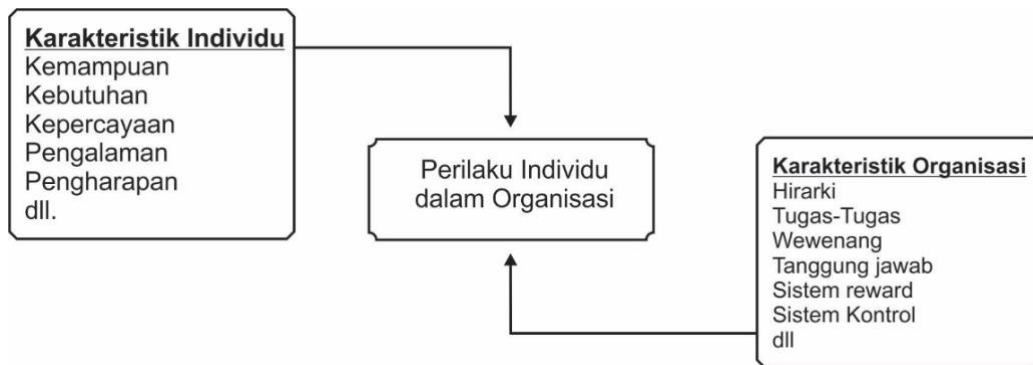 Karakteristik Individu
Kemampuan
Kebutuhan
Kepercayaan
Pengalaman
Pengharapan
dll.
Perilaku Individu
dalam Organisasi
Karakteristik Organisasi
Hirarki
Tugas-Tugas
Wewenang
Tanggung jawab
Sistem reward
Sistem Kontrol
dll